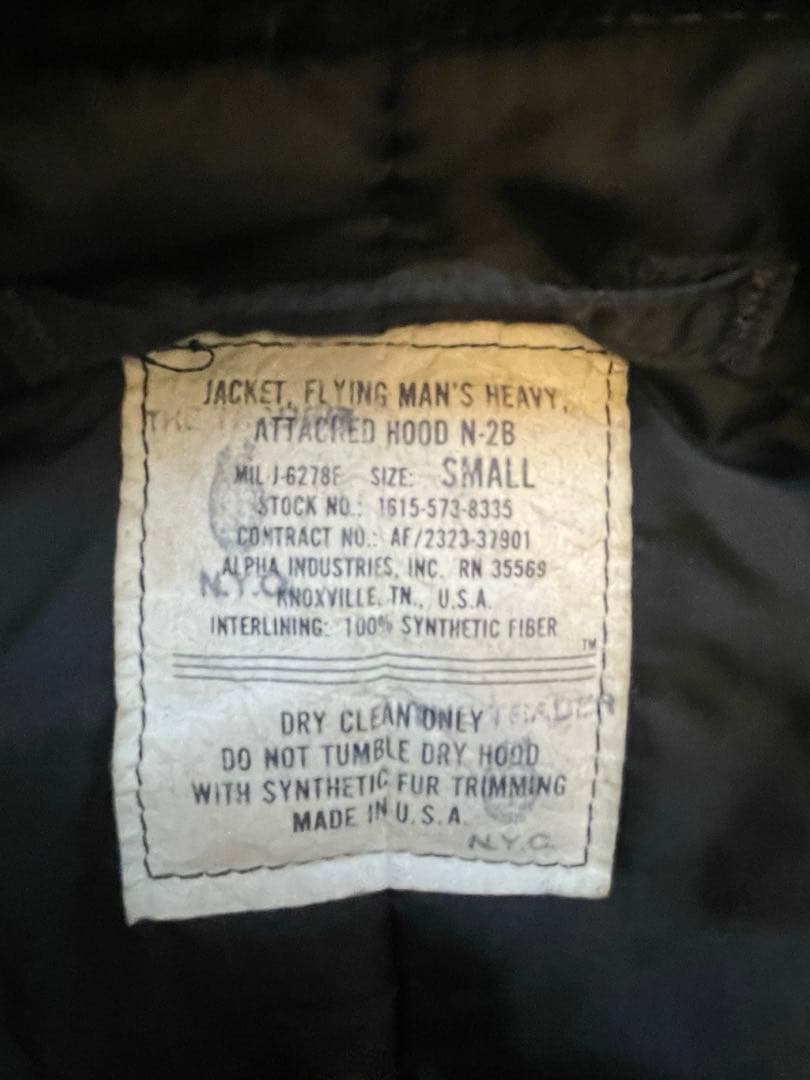 JACKET, FLYING MAN'S HEAVY,
ATTACHED HOOD N-2B
MIL J-6278F SIZE: SMALL
STOCK NO.: 1615-573-8335
CONTRACT NO.: AF/2323-37901
ALPHA INDUSTRIES, INC. RN 35569
N.Y.C.
KNOXVILLE, TN., U.S.A.
INTERLINING: 100% SYNTHETIC FIBER
TM
DRY CLEAN ONLY
TRADER
DO NOT TUMBLE DRY HOOD
WITH SYNTHETIC FUR TRIMMING
MADE IN U.S.A.
N.Y.C.